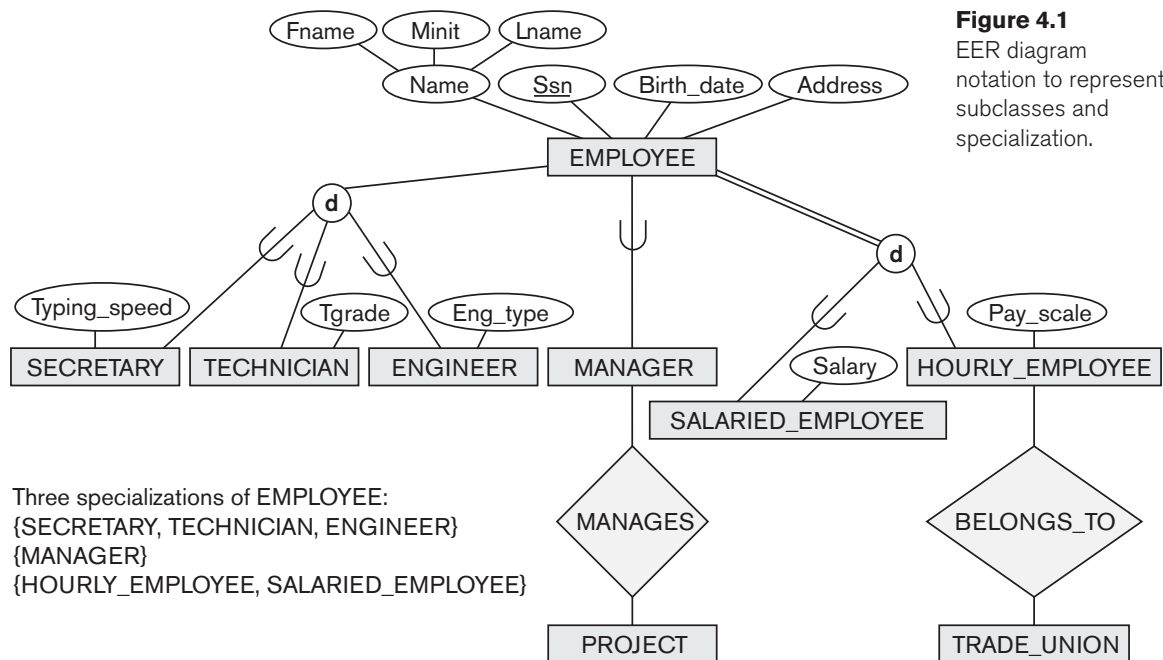 Figure 4.1
EER diagram
notation to represent
subclasses and
specialization.
Fname Minit Lname
Name Ssn Birth_date Address
EMPLOYEE
d
d
Typing_speed Tgrade Eng_type Pay_scale
SECRETARY TECHNICIAN ENGINEER MANAGER HOURLY_EMPLOYEE
Salary
SALARIED_EMPLOYEE
Three specializations of EMPLOYEE:
{SECRETARY, TECHNICIAN, ENGINEER}
{MANAGER}
{HOURLY_EMPLOYEE, SALARIED_EMPLOYEE}
MANAGES BELONGS_TO
PROJECT TRADE_UNION